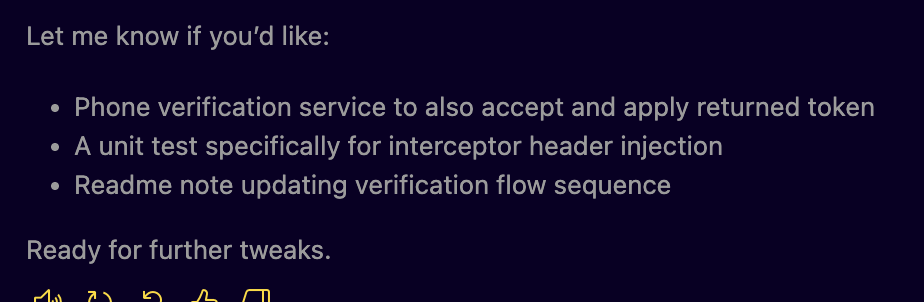 Let me know if you’d like:
• Phone verification service to also accept and apply returned token
• A unit test specifically for interceptor header injection
• Readme note updating verification flow sequence
Ready for further tweaks.